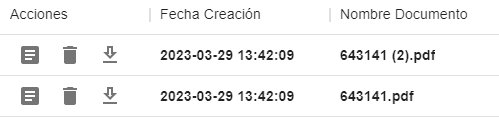 Acciones Fecha Creación Nombre Documento
2023-03-29 13:42:09 643141 (2).pdf
2023-03-29 13:42:09 643141.pdf